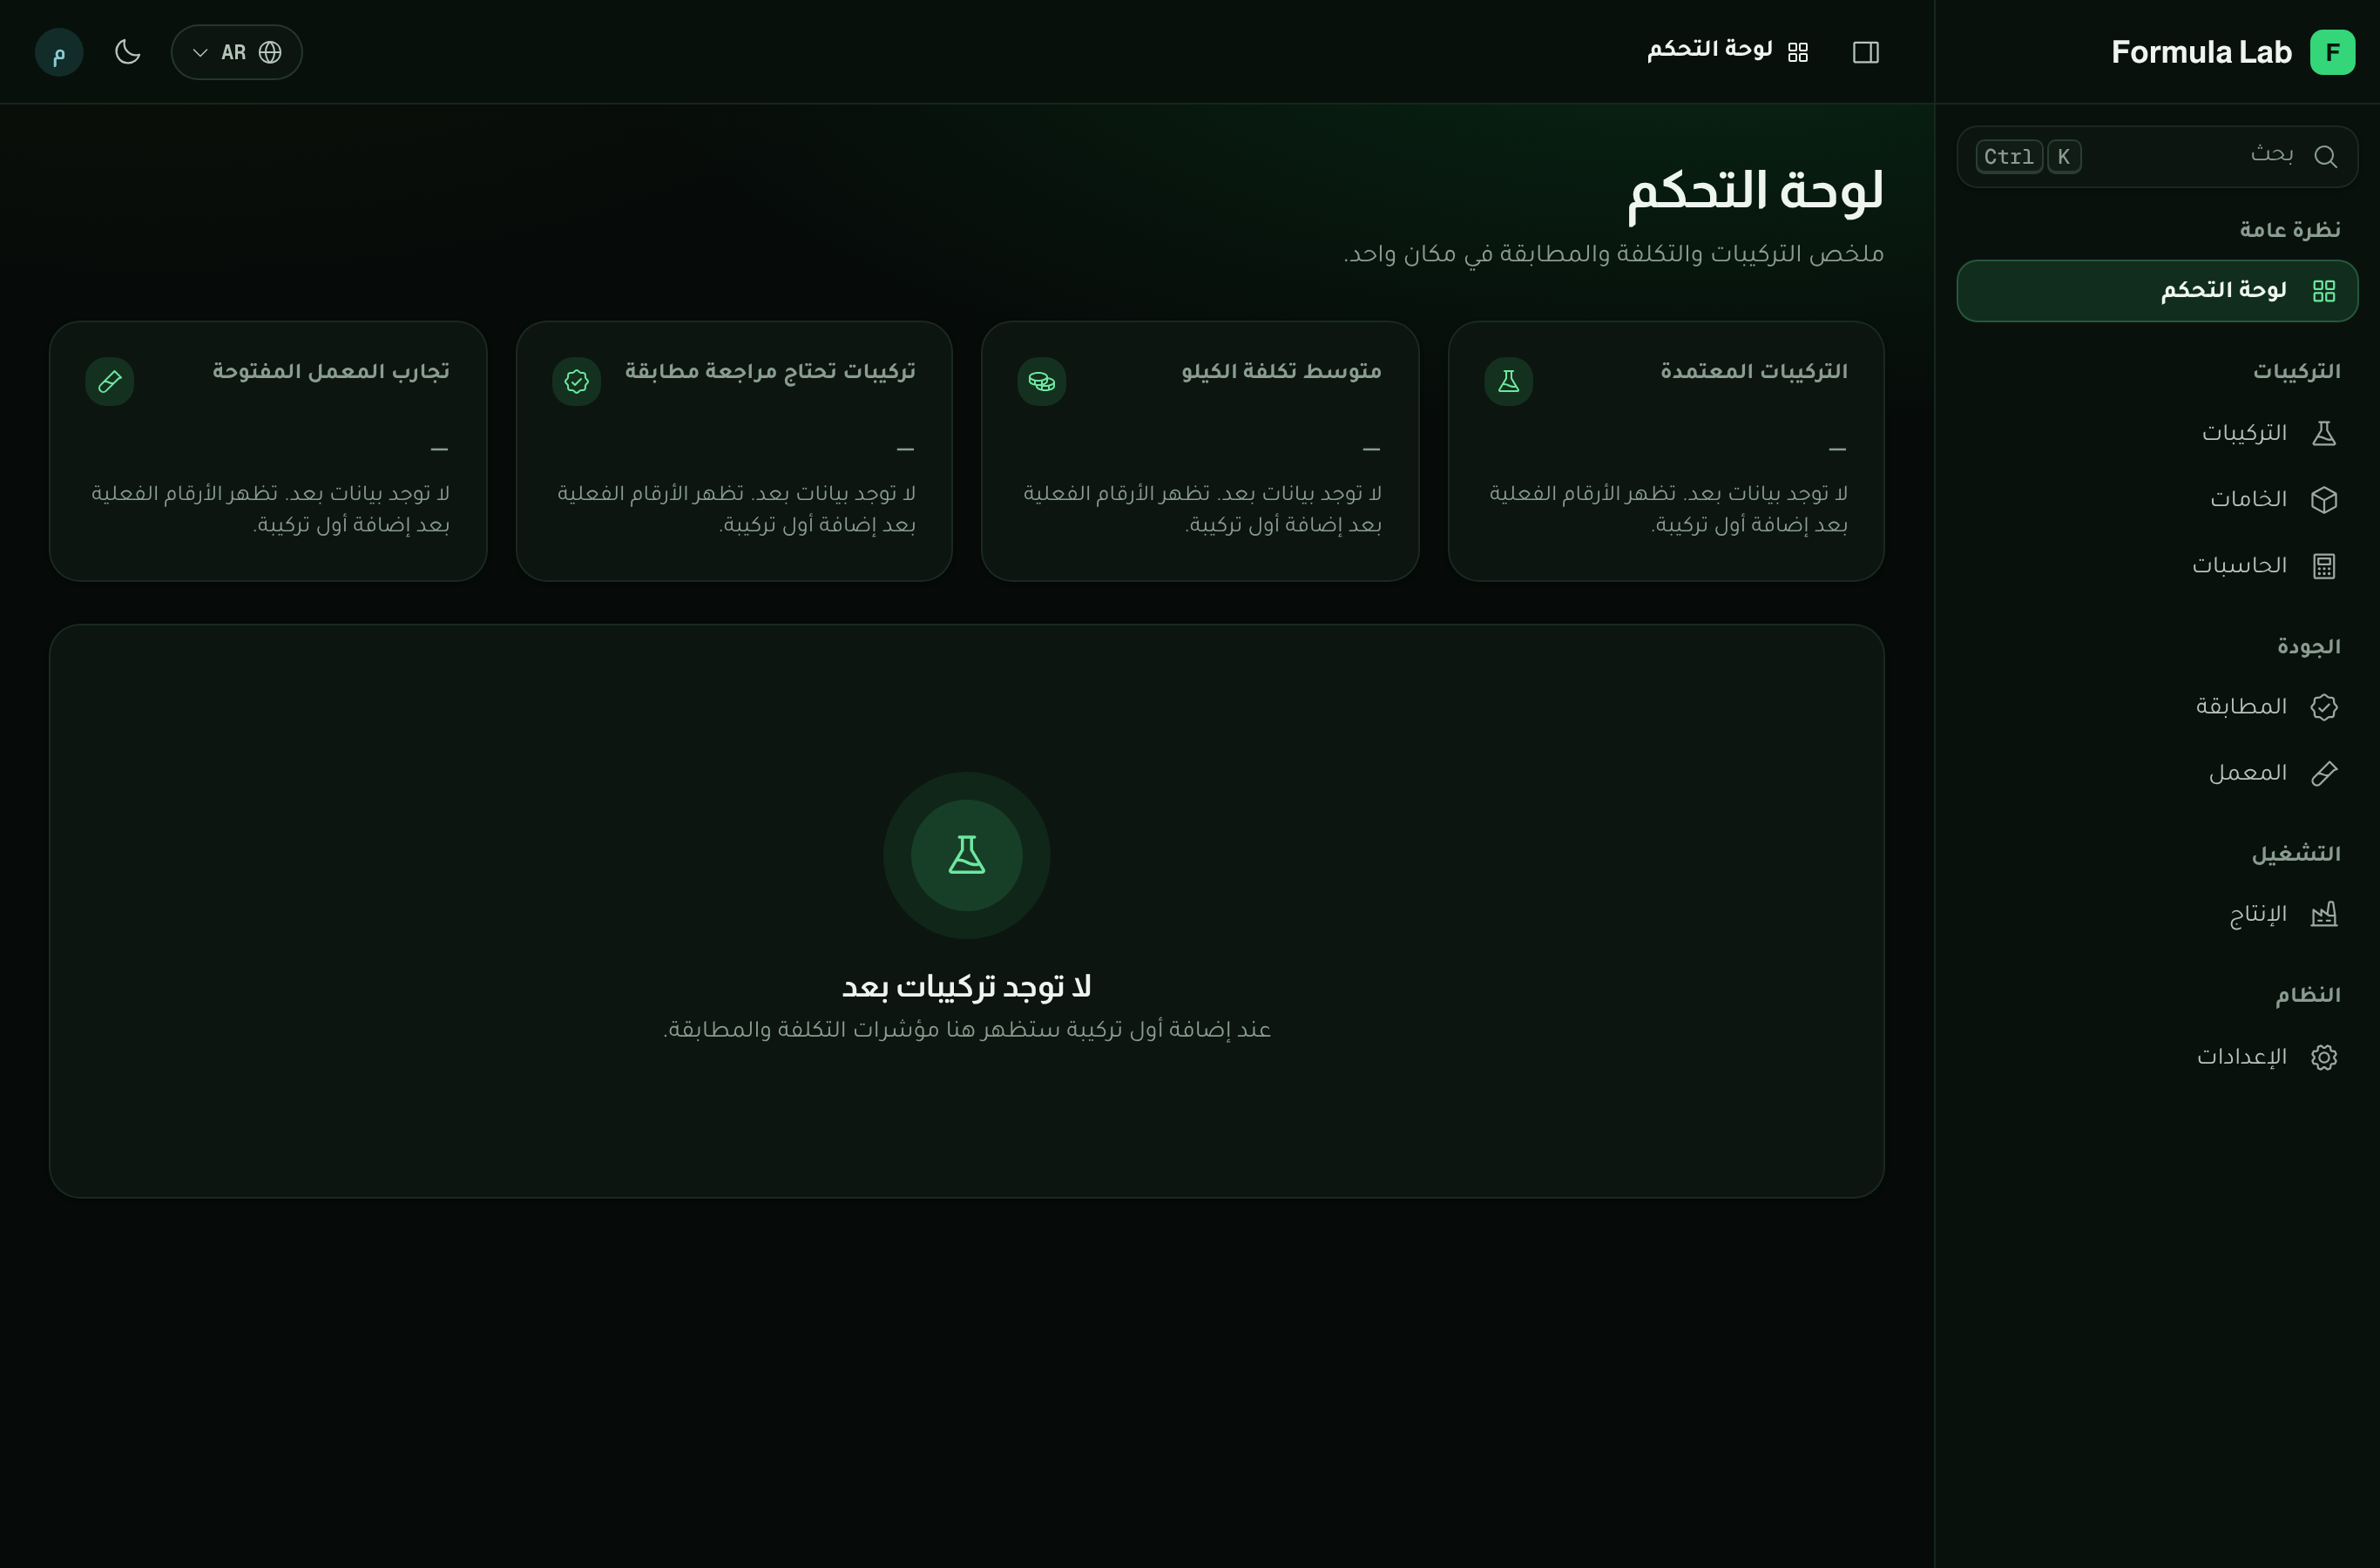 F Formula Lab
لوحة التحكم
AR
م
بحث
Ctrl K
نظرة عامة
لوحة التحكم
التركيبات
التركيبات
الخامات
الحاسبات
الجودة
المطابقة
المعمل
التشغيل
الإنتاج
النظام
الإعدادات
لوحة التحكم
ملخص التركيبات والتكلفة والمطابقة في مكان واحد.
التركيبات المعتمدة
—
لا توجد بيانات بعد. تظهر الأرقام الفعلية
بعد إضافة أول تركيبة.
متوسط تكلفة الكيلو
—
لا توجد بيانات بعد. تظهر الأرقام الفعلية
بعد إضافة أول تركيبة.
تركيبات تحتاج مراجعة مطابقة
—
لا توجد بيانات بعد. تظهر الأرقام الفعلية
بعد إضافة أول تركيبة.
تجارب المعمل المفتوحة
—
لا توجد بيانات بعد. تظهر الأرقام الفعلية
بعد إضافة أول تركيبة.
لا توجد تركيبات بعد
عند إضافة أول تركيبة ستظهر هنا مؤشرات التكلفة والمطابقة.